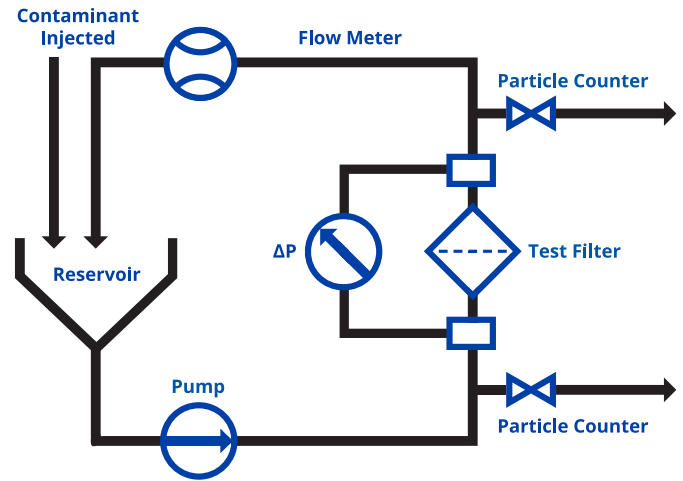 Contaminant
Injected
Flow Meter
Particle Counter
ΔP
Test Filter
Reservoir
Pump
Particle Counter